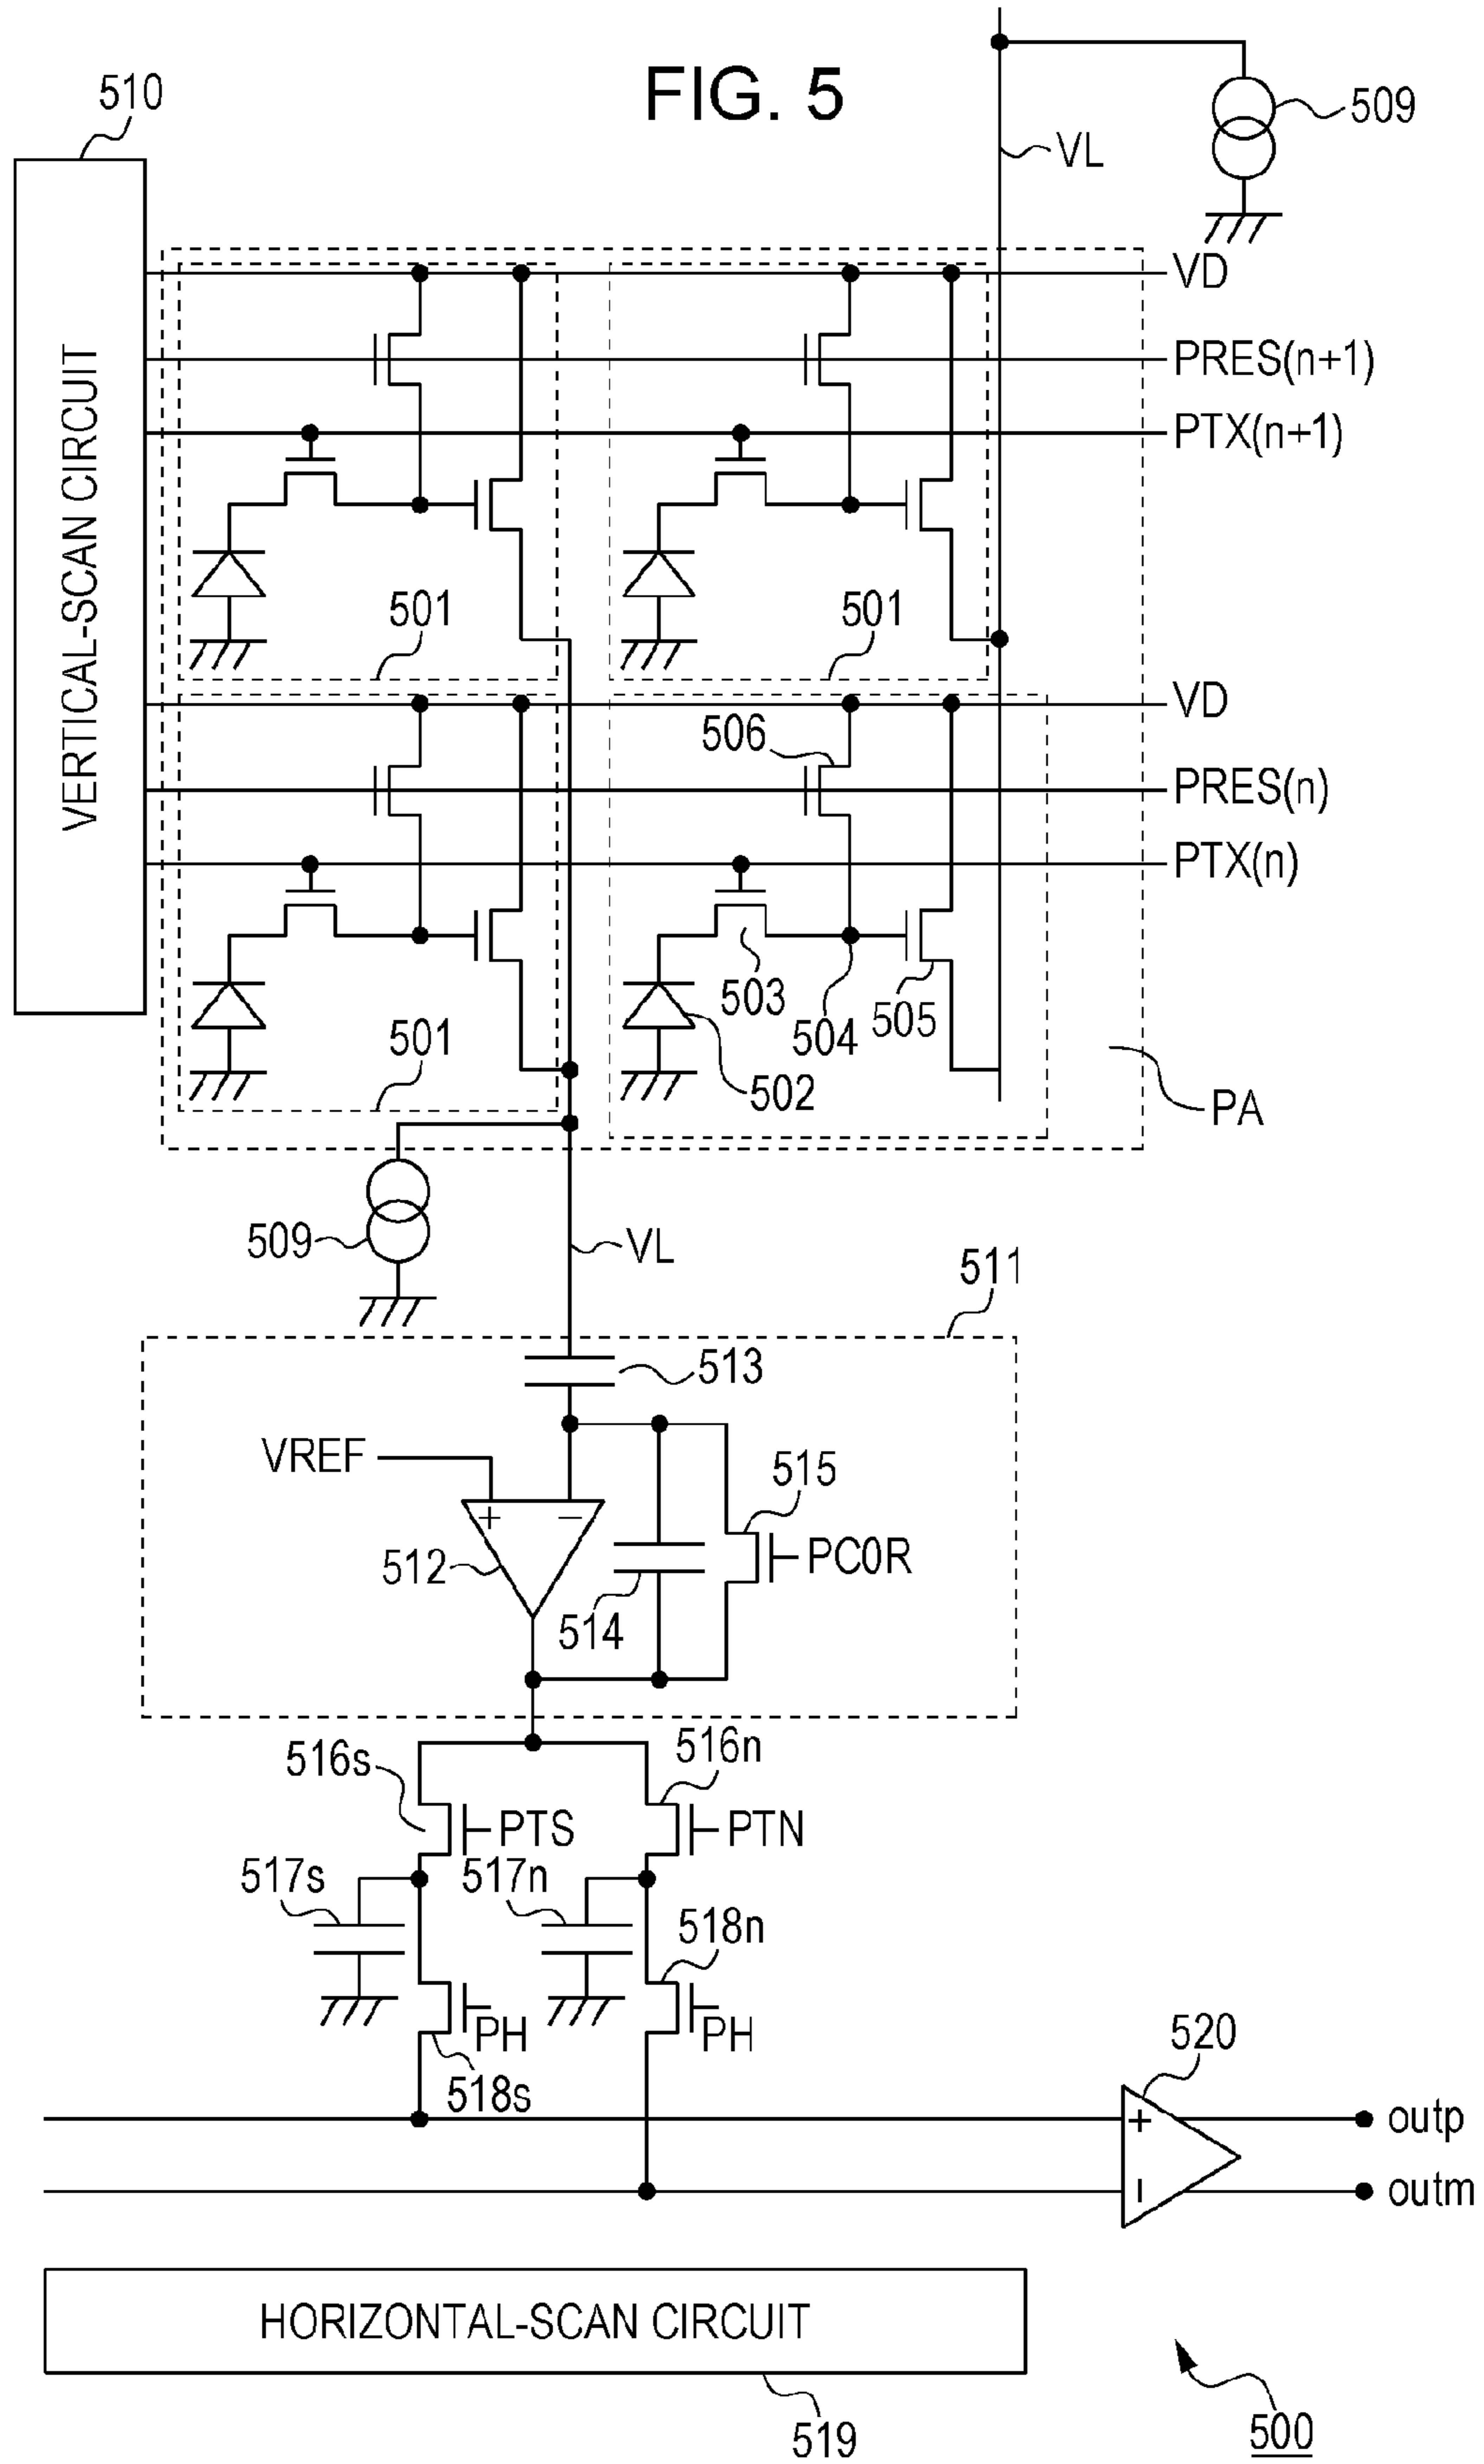 FIG. 5
510
509
VL
VERTICAL-SCAN CIRCUIT
VD
PRES(n+1)
PTX(n+1)
501
501
VD
506
PRES(n)
PTX(n)
503
504
505
501
502
PA
509
VL
511
513
VREF
515
+
−
512
PC0R
514
516s
516n
PTS
PTN
517s
517n
518n
PH
PH
518s
520
+
outp
−
outm
HORIZONTAL-SCAN CIRCUIT
519
500